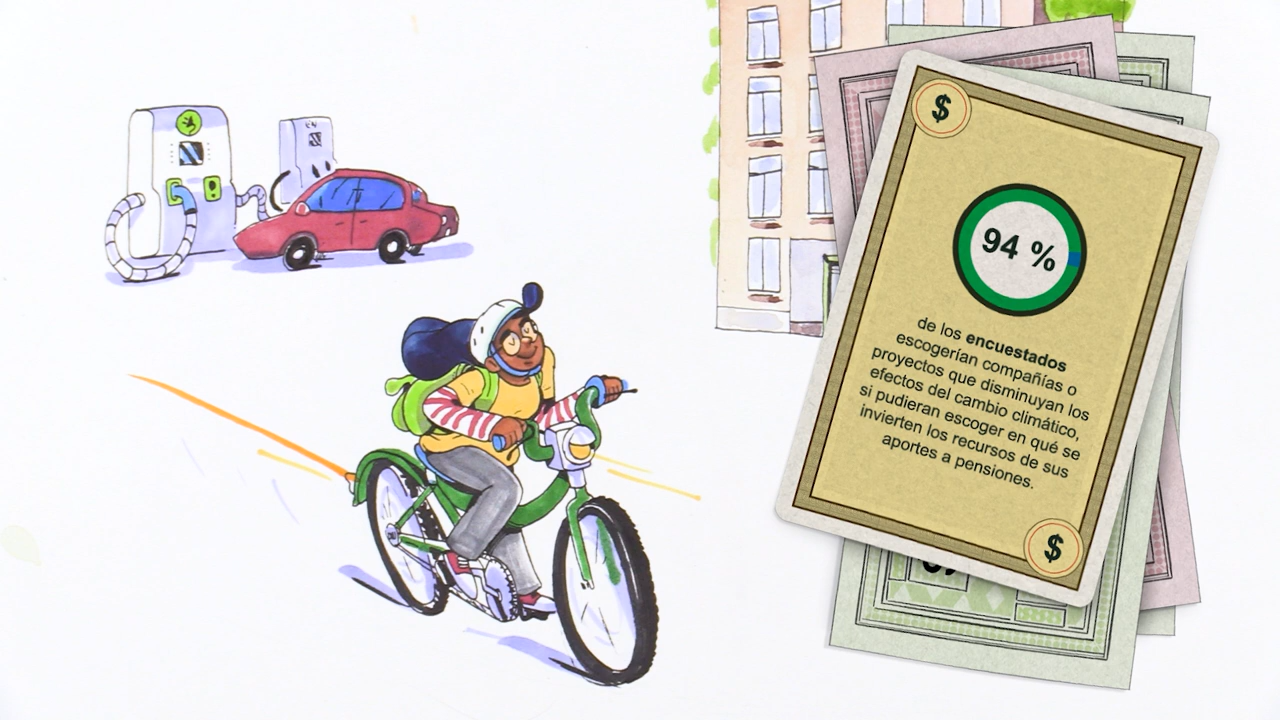 $
94 %
de los encuestados
escogerían compañías o
proyectos que disminuyan los
efectos del cambio climático,
si pudieran escoger en qué se
invierten los recursos de sus
aportes a pensiones.
$